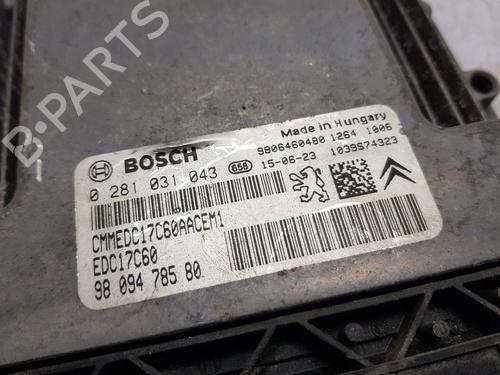 Made in Hungary
BOSCH
9806460480 1264 1006
0 281 031 043
656
15-06-23
1039S74323
CMMEDC17C60AACEM1
EDC17C60
98 094 785 80
B-PARTS